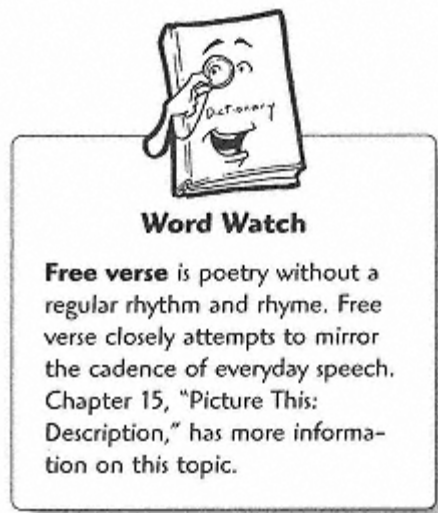 Dictionary
Word Watch
Free verse is poetry without a
regular rhythm and rhyme. Free
verse closely attempts to mirror
the cadence of everyday speech.
Chapter 15, "Picture This:
Description," has more informa-
tion on this topic.